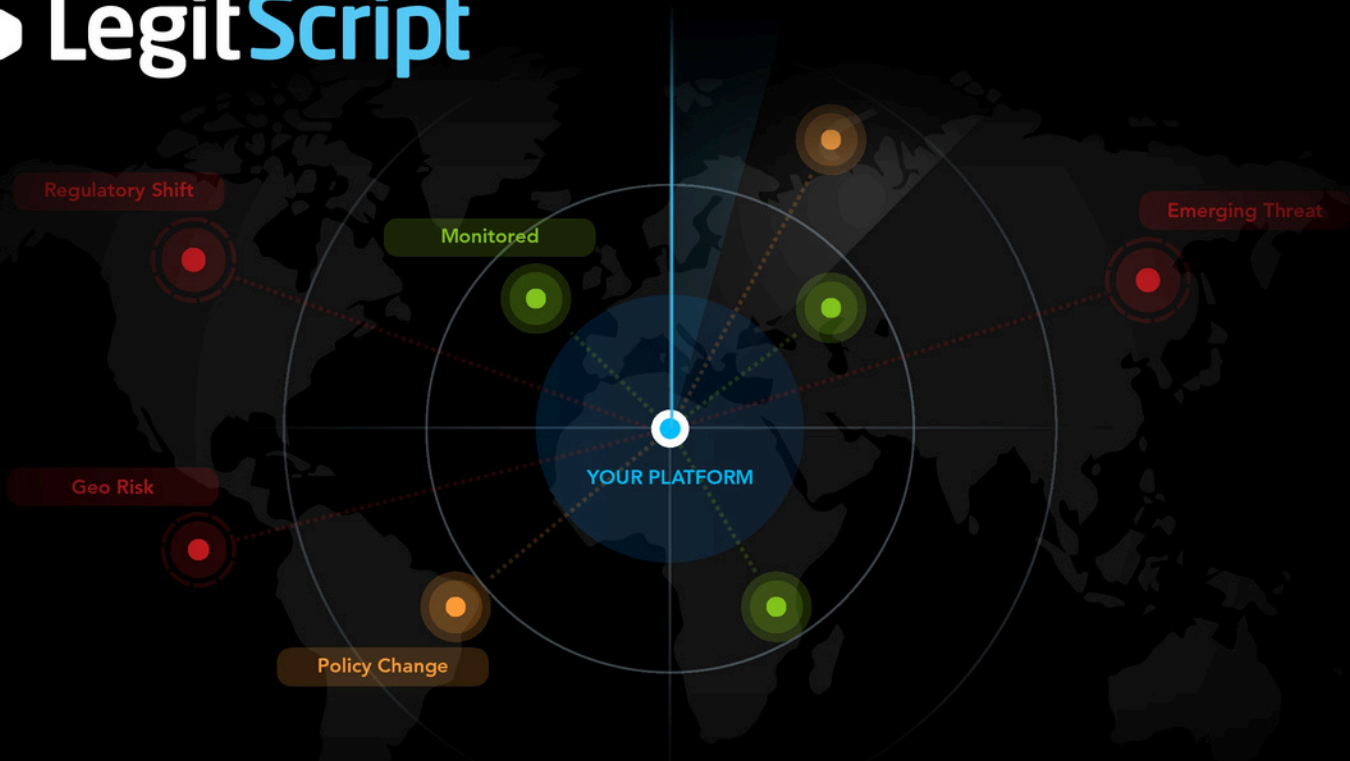 LegitScript
Regulatory Shift
Emerging Threat
Monitored
YOUR PLATFORM
Geo Risk
Policy Change